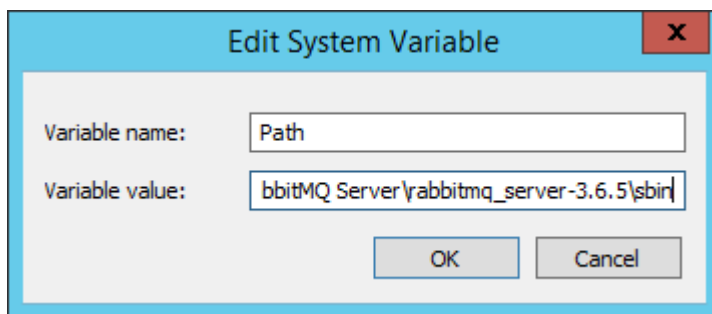 Edit System Variable
x
Variable name: Path
Variable value: bbitMQ Server\rabbitmq_server-3.6.5\sbin
OK Cancel